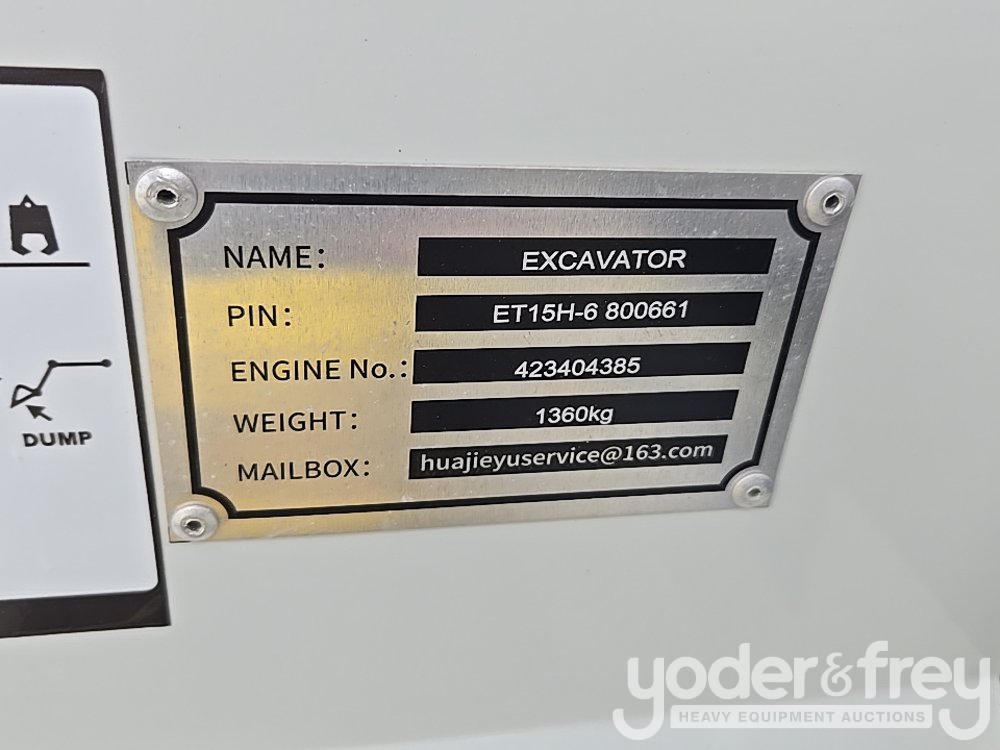 NAME: EXCAVATOR
PIN: ET15H-6 800661
ENGINE No.: 423404385
WEIGHT: 1360kg
MAILBOX: huajieyuservice@163.com
DUMP
yoder&frey
HEAVY EQUIPMENT AUCTIONS